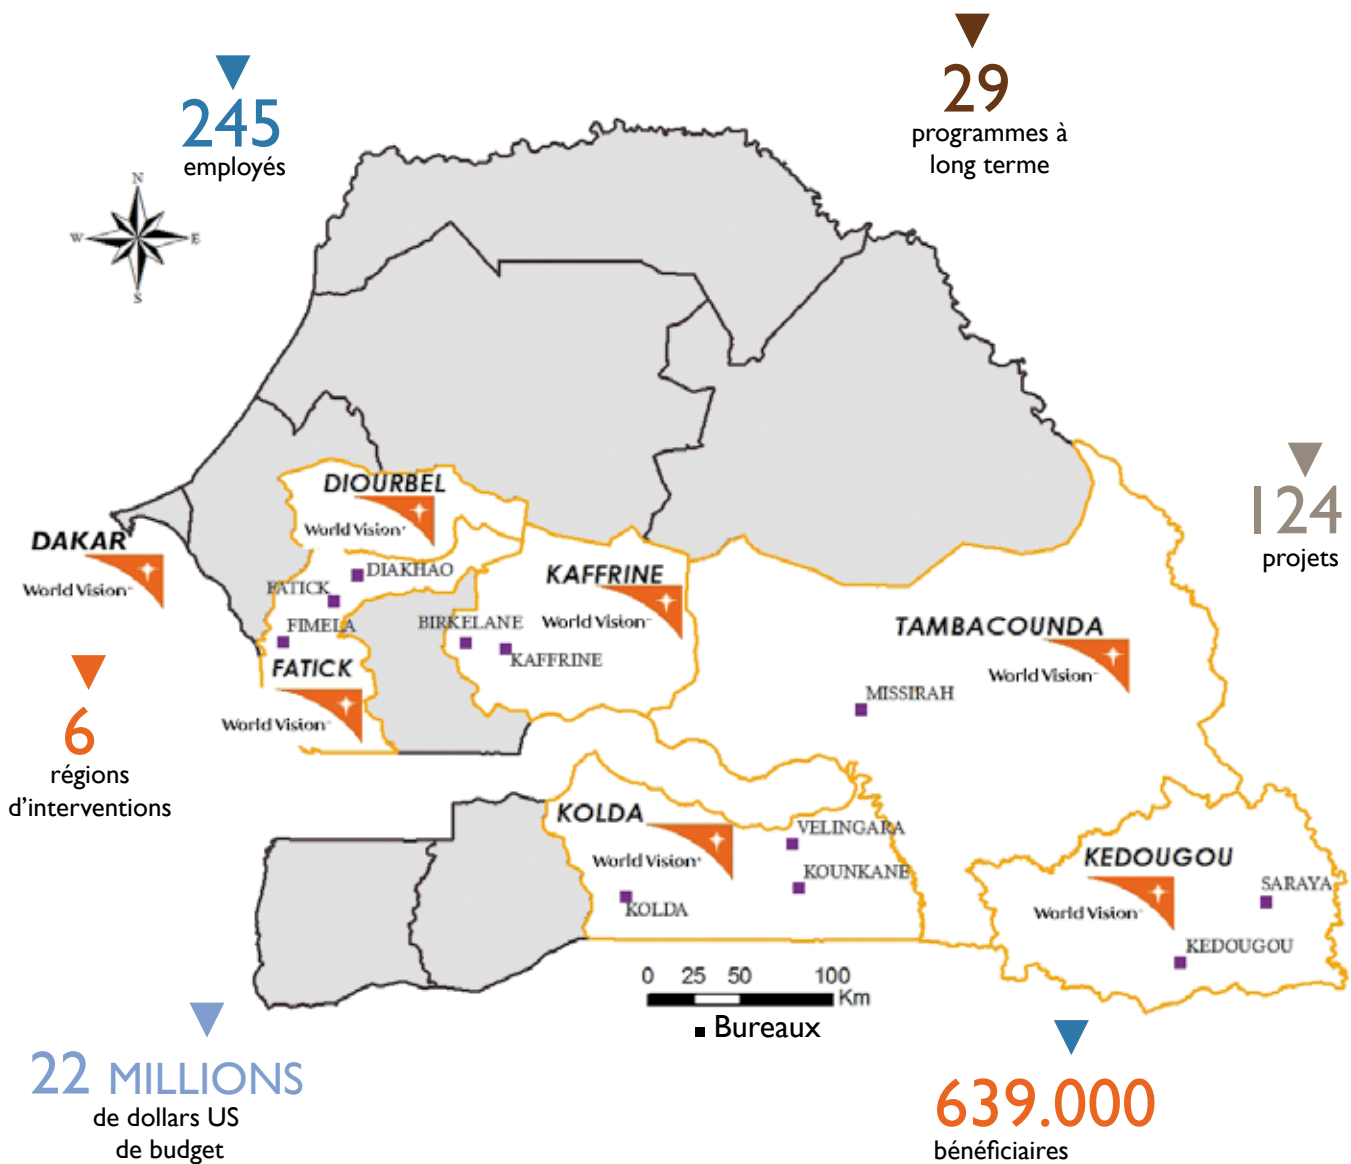 29
programmes à
long terme
245
employés
N
W
E
S
124
projets
DIOURBEL
World Vision
DAKAR
World Vision
DIAKHAO
FATICK
FIMELA
FATICK
World Vision
KAFFRINE
World Vision
BIRKELANE
KAFFRINE
TAMBACOUNDA
World Vision
MISSIRAH
6
régions
d'interventions
KOLDA
World Vision
VELINGARA
KOUNKANE
KOLDA
KEDOUGOU
World Vision
SARAYA
KEDOUGOU
0 25 50 100
Km
Bureaux
22 MILLIONS
de dollars US
de budget
639.000
bénéficiaires